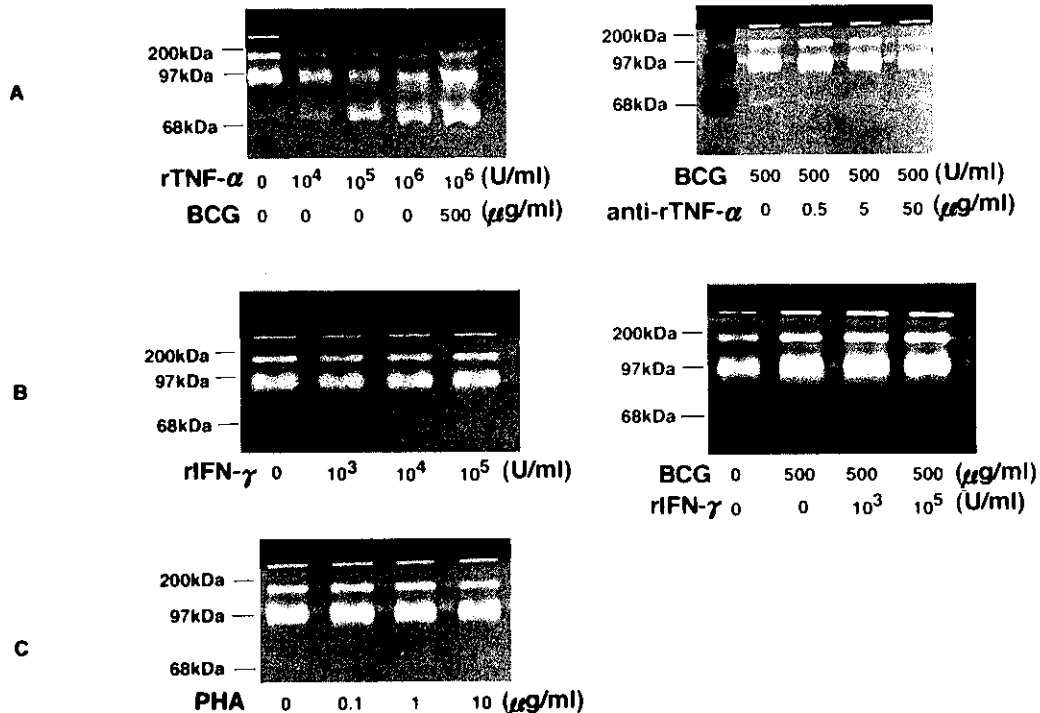 A
200kDa
97kDa
68kDa
rTNF-α 0 10⁴ 10⁵ 10⁶ 10⁶ (U/ml)
BCG 0 0 0 0 500 (μg/ml)
200kDa
97kDa
68kDa
BCG 500 500 500 500 (U/ml)
anti-rTNF-α 0 0.5 5 50 (μg/ml)
B
200kDa
97kDa
68kDa
rIFN-γ 0 10³ 10⁴ 10⁵ (U/ml)
200kDa
97kDa
68kDa
BCG 0 500 500 500 (μg/ml)
rIFN-γ 0 0 10³ 10⁵ (U/ml)
C
200kDa
97kDa
68kDa
PHA 0 0.1 1 10 (μg/ml)